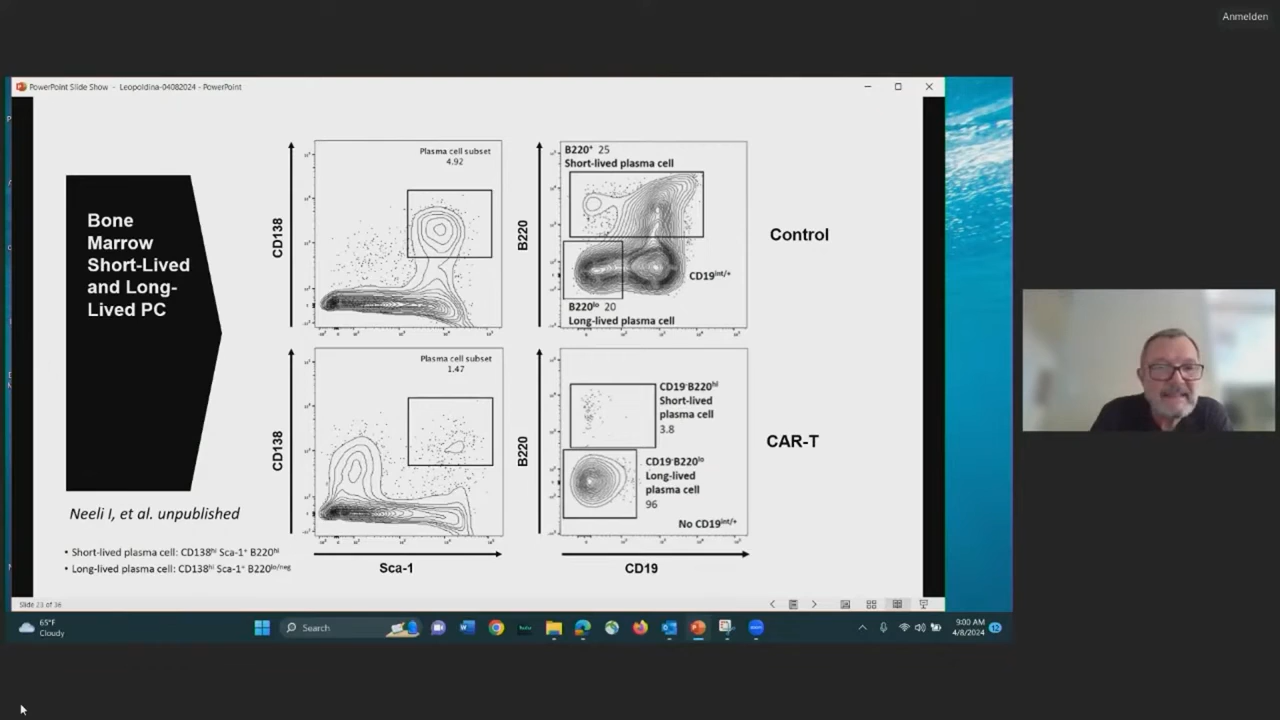 Anmelden
PowerPoint Slide Show - Leopoldina-04082024 - PowerPoint
Bone
Marrow
Short-Lived
and Long-
Lived PC
Neeli I, et al. unpublished
• Short-lived plasma cell: CD138hi Sca-1+ B220hi
• Long-lived plasma cell: CD138hi Sca-1+ B220lo/neg
CD138
Plasma cell subset
4.92
B220
B220+ 25
Short-lived plasma cell
CD19int/+
B220lo 20
Long-lived plasma cell
Control
CD138
Plasma cell subset
1.47
B220
CD19-B220hi
Short-lived
plasma cell
3.8
CD19-B220lo
Long-lived
plasma cell
96
No CD19int/+
CAR-T
Sca-1
CD19
Slide 23 of 36
65°F
Cloudy
Search
9:00 AM
4/8/2024
12